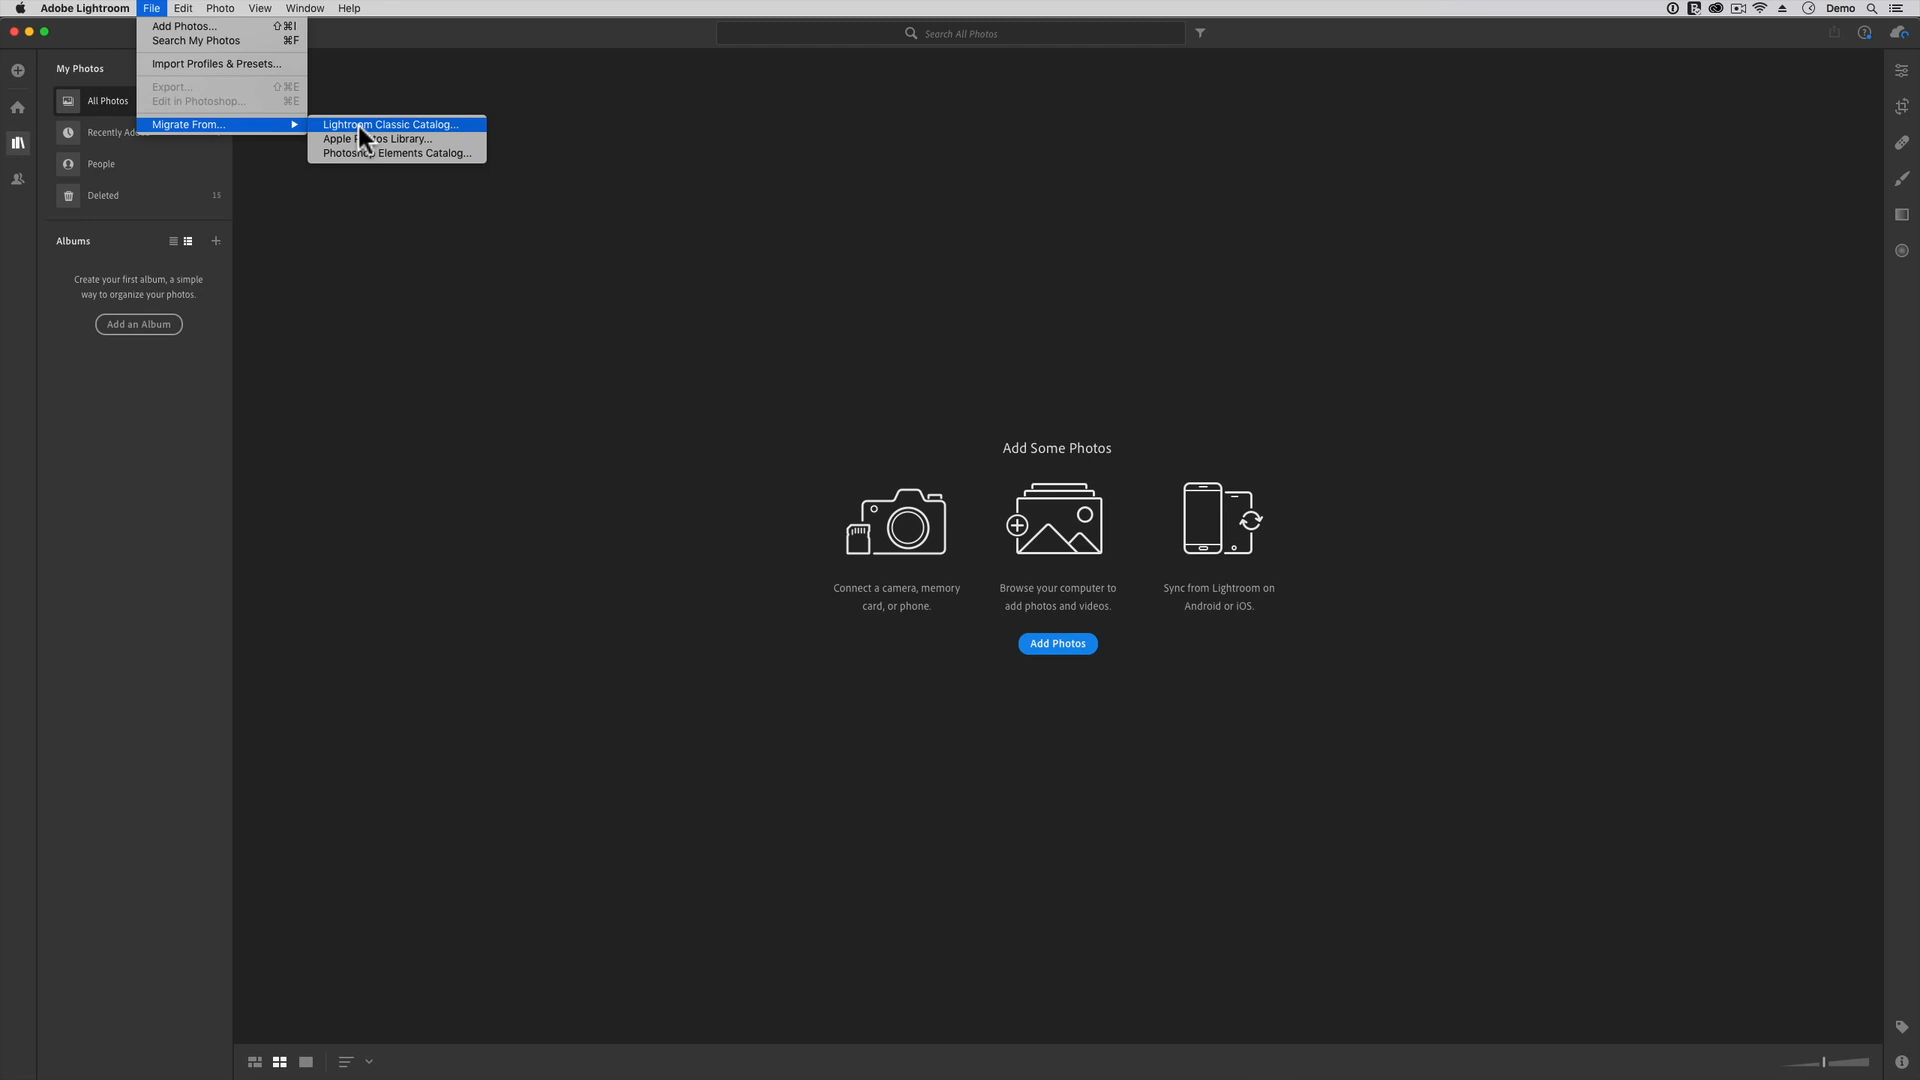 Adobe Lightroom File Edit Photo View Window Help Demo
Add Photos... ⇧⌘I
Search My Photos ⌘F
Import Profiles & Presets...
Export... ⇧⌘E
Edit in Photoshop... ⌘E
Migrate From...
Lightroom Classic Catalog...
Apple Photos Library...
Photoshop Elements Catalog...
Search All Photos
My Photos
All Photos
Recently
People
Deleted 15
Albums
Create your first album, a simple
way to organize your photos.
Add an Album
Add Some Photos
Connect a camera, memory
card, or phone.
Browse your computer to
add photos and videos.
Sync from Lightroom on
Android or iOS.
Add Photos